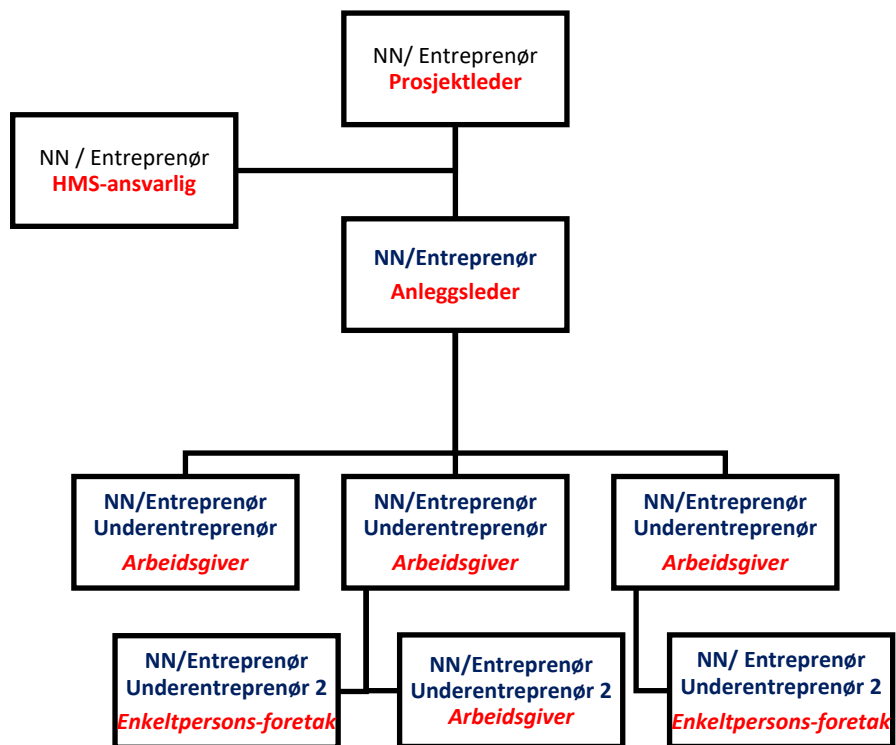 NN/ Entreprenør
Prosjektleder
NN / Entreprenør
HMS-ansvarlig
NN/Entreprenør
Anleggsleder
NN/Entreprenør
Underentreprenør
Arbeidsgiver
NN/Entreprenør
Underentreprenør
Arbeidsgiver
NN/Entreprenør
Underentreprenør
Arbeidsgiver
NN/Entreprenør
Underentreprenør 2
Enkeltpersons-foretak
NN/Entreprenør
Underentreprenør 2
Arbeidsgiver
NN/ Entreprenør
Underentreprenør 2
Enkeltpersons-foretak